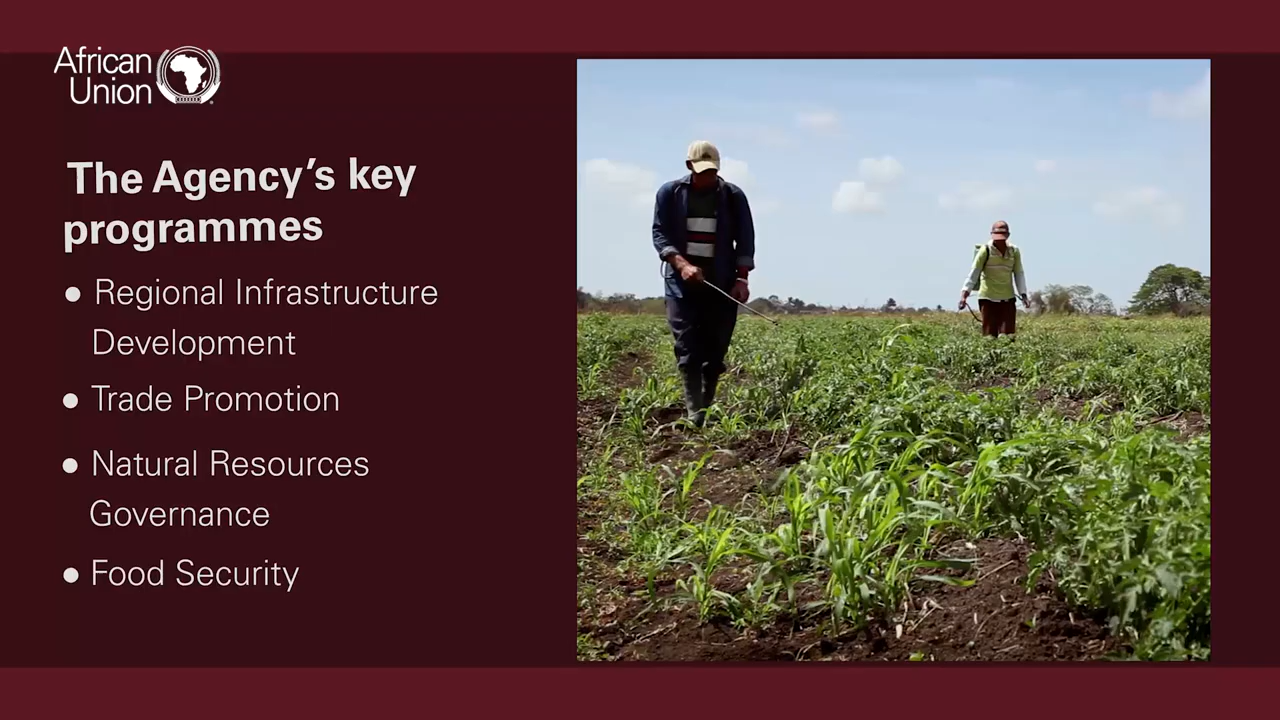 African
Union
The Agency's key
programmes
● Regional Infrastructure
Development
● Trade Promotion
● Natural Resources
Governance
● Food Security